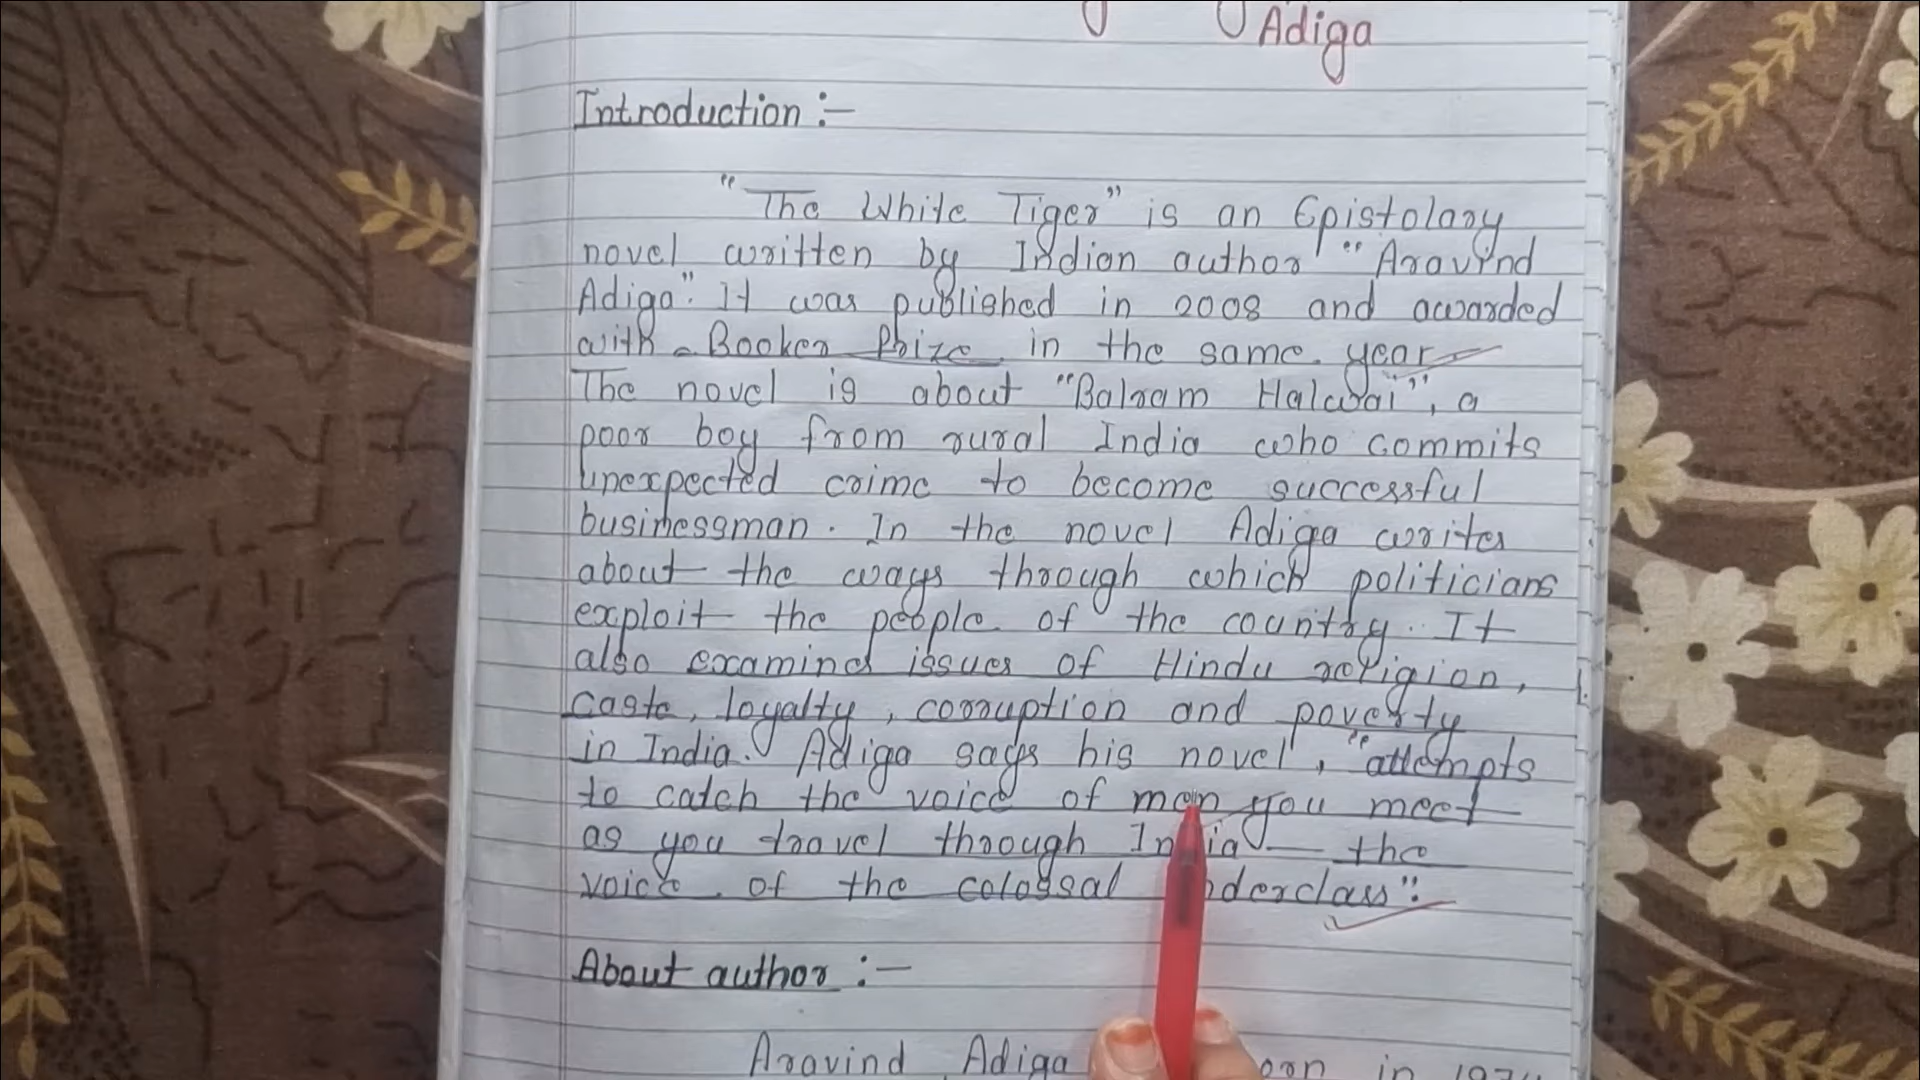 Adiga
Introduction :-
"The White Tiger" is an Epistolary
novel written by Indian author "Aravind
Adiga". It was published in 2008 and awarded
with Booker Prize in the same year
The novel is about "Balram Halwai", a
poor boy from rural India who commits
unexpected crime to become successful
businessman. In the novel Adiga writes
about the ways through which politicians
exploit the people of the country. It
also examines issues of Hindu religion,
caste, loyalty, corruption and poverty
in India. Adiga says his novel, "attempts
to catch the voice of men you meet
as you travel through India — the
voice of the colossal underclass".
About author :-
Aravind Adiga in